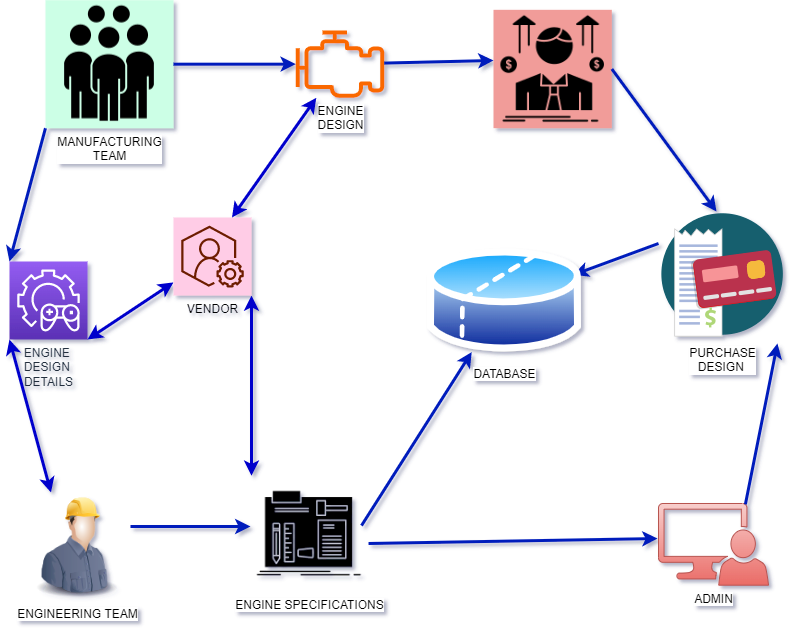 ENGINE
DESIGN
MANUFACTURING
TEAM
VENDOR
ENGINE
DESIGN
DETAILS
DATABASE
PURCHASE
DESIGN
$
$
$
ENGINEERING TEAM
ENGINE SPECIFICATIONS
ADMIN